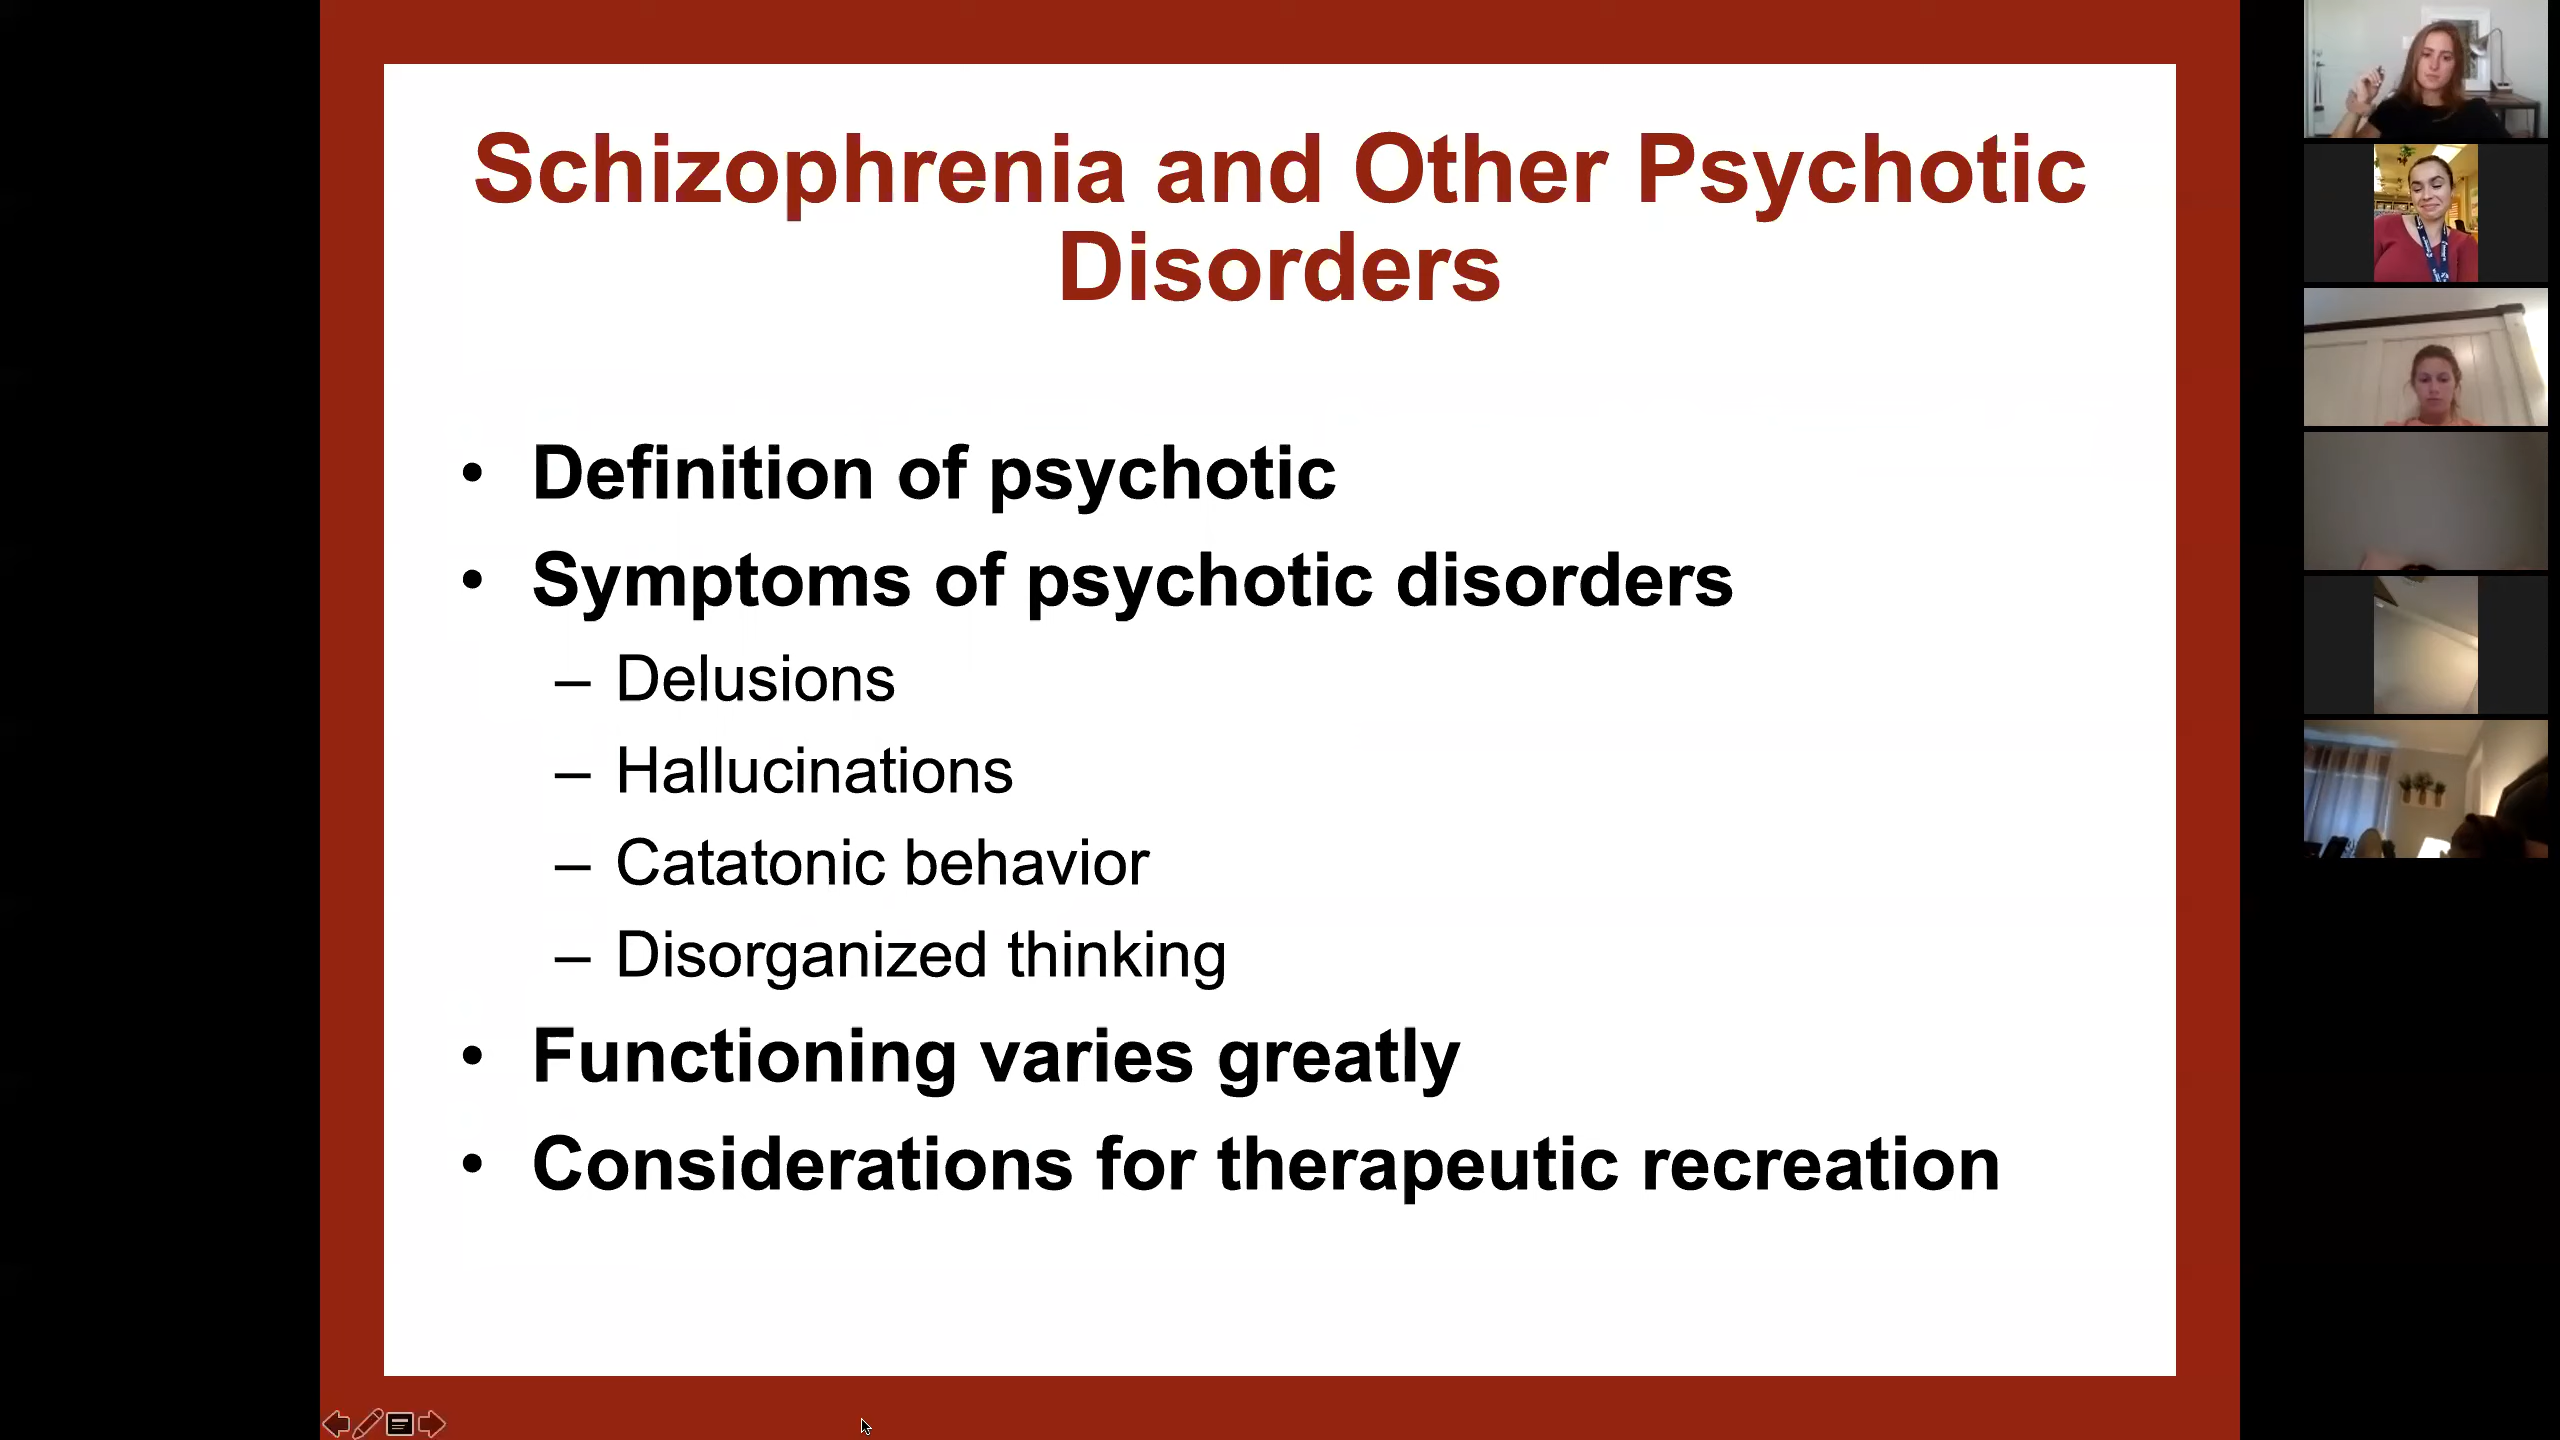 Schizophrenia and Other Psychotic
Disorders
• Definition of psychotic
• Symptoms of psychotic disorders
– Delusions
– Hallucinations
– Catatonic behavior
– Disorganized thinking
• Functioning varies greatly
• Considerations for therapeutic recreation